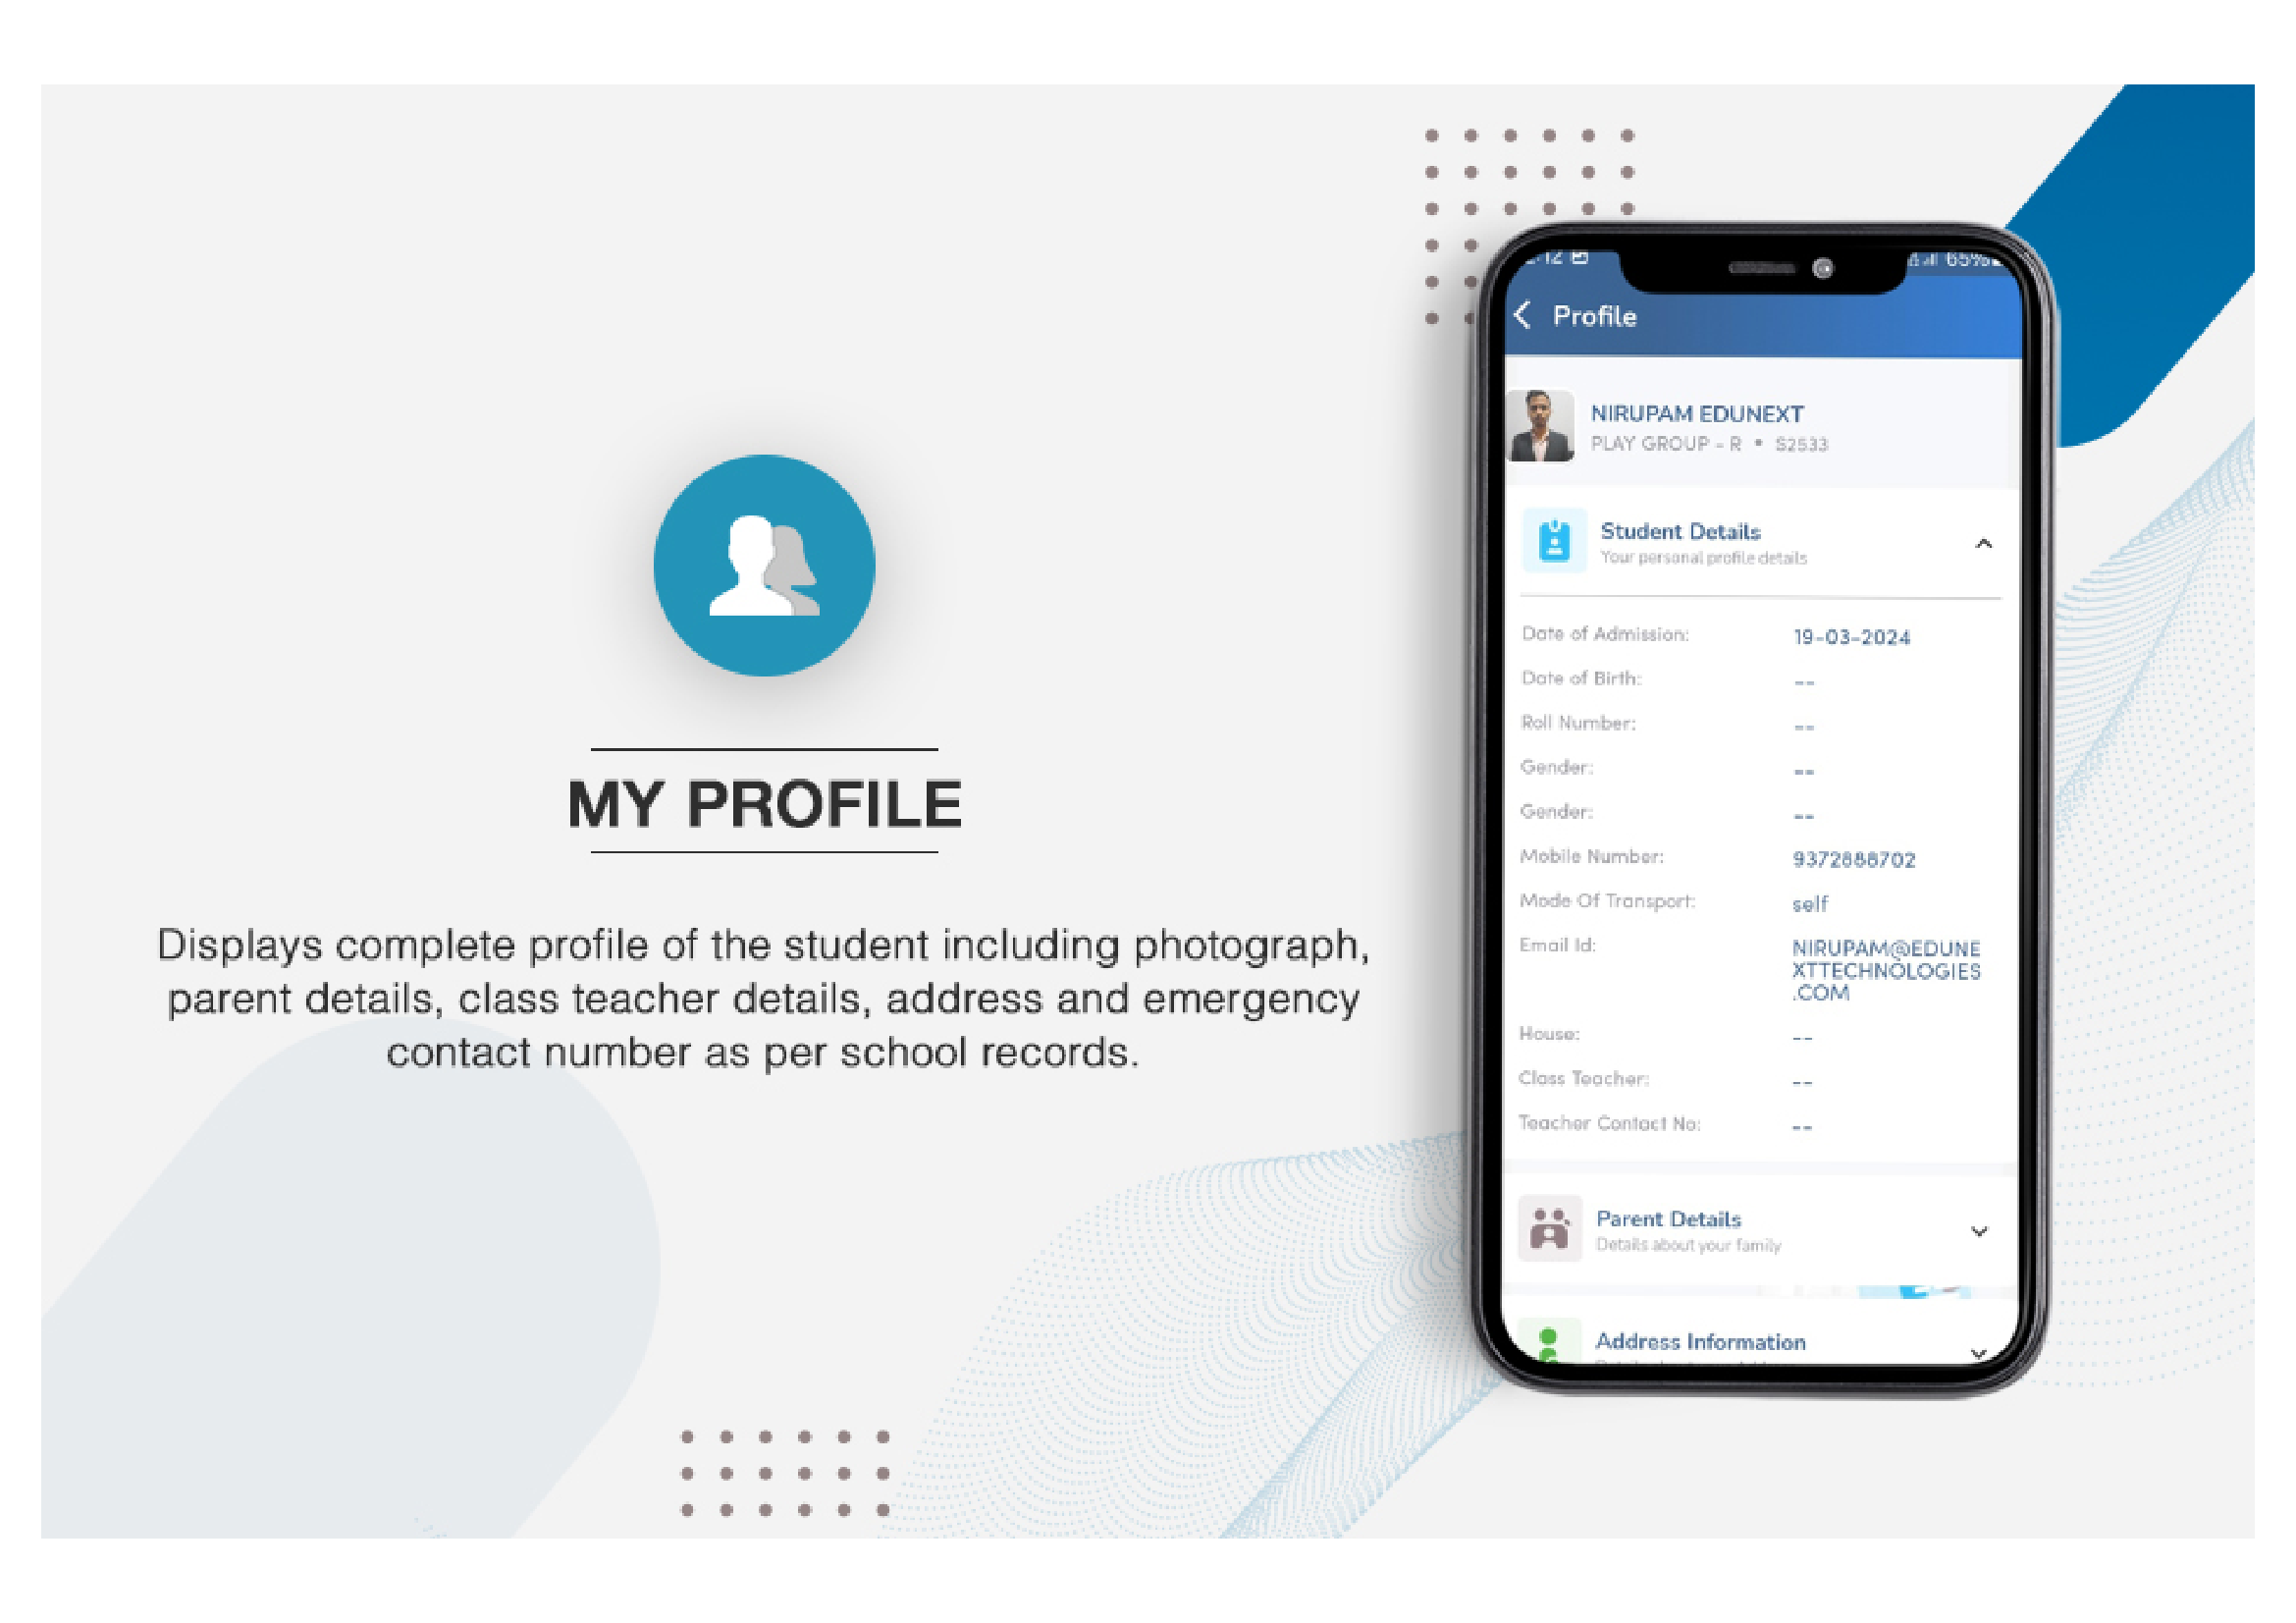 MY PROFILE
Displays complete profile of the student including photograph,
parent details, class teacher details, address and emergency
contact number as per school records.
65%
Profile
NIRUPAM EDUNEXT
PLAY GROUP - R • S2533
Student Details
Your personal profile details
Date of Admission: 19-03-2024
Date of Birth: --
Roll Number: --
Gender: --
Gender: --
Mobile Number: 9372888702
Mode Of Transport: self
Email Id: NIRUPAM@EDUNE
XTTECHNOLOGIES
.COM
House: --
Class Teacher: --
Teacher Contact No: --
Parent Details
Details about your family
Address Information